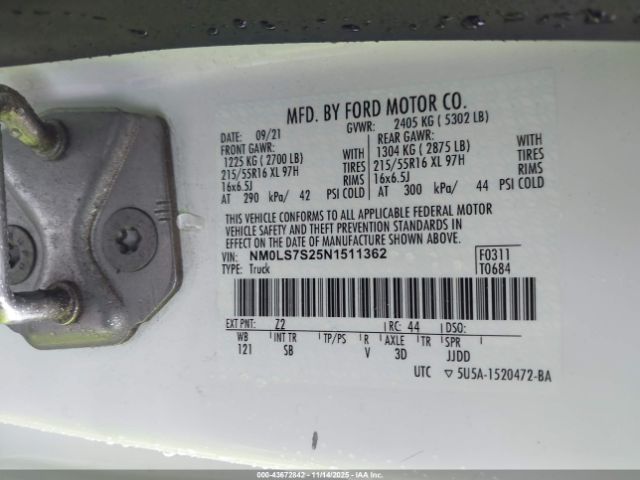 MFD. BY FORD MOTOR CO.
DATE: 09/21 GVWR: 2405 KG ( 5302 LB)
FRONT GAWR: REAR GAWR:
1225 KG ( 2700 LB) WITH 1304 KG ( 2875 LB) WITH
215/55R16 XL 97H TIRES 215/55R16 XL 97H TIRES
16x6.5J RIMS 16x6.5J RIMS
AT 290 kPa/ 42 PSI COLD AT 300 kPa/ 44 PSI COLD
THIS VEHICLE CONFORMS TO ALL APPLICABLE FEDERAL MOTOR
VEHICLE SAFETY AND THEFT PREVENTION STANDARDS IN
EFFECT ON THE DATE OF MANUFACTURE SHOWN ABOVE.
VIN: NM0LS7S25N1511362 F0311
TYPE: Truck T0684
EXT PNT: Z2 RC: 44 DSO:
WB INT TR TP/PS R AXLE TR SPR
121 SB V 3D JJDD
UTC ▽ 5U5A-1520472-BA
000-43672842 - 11/14/2025 - IAAI.com